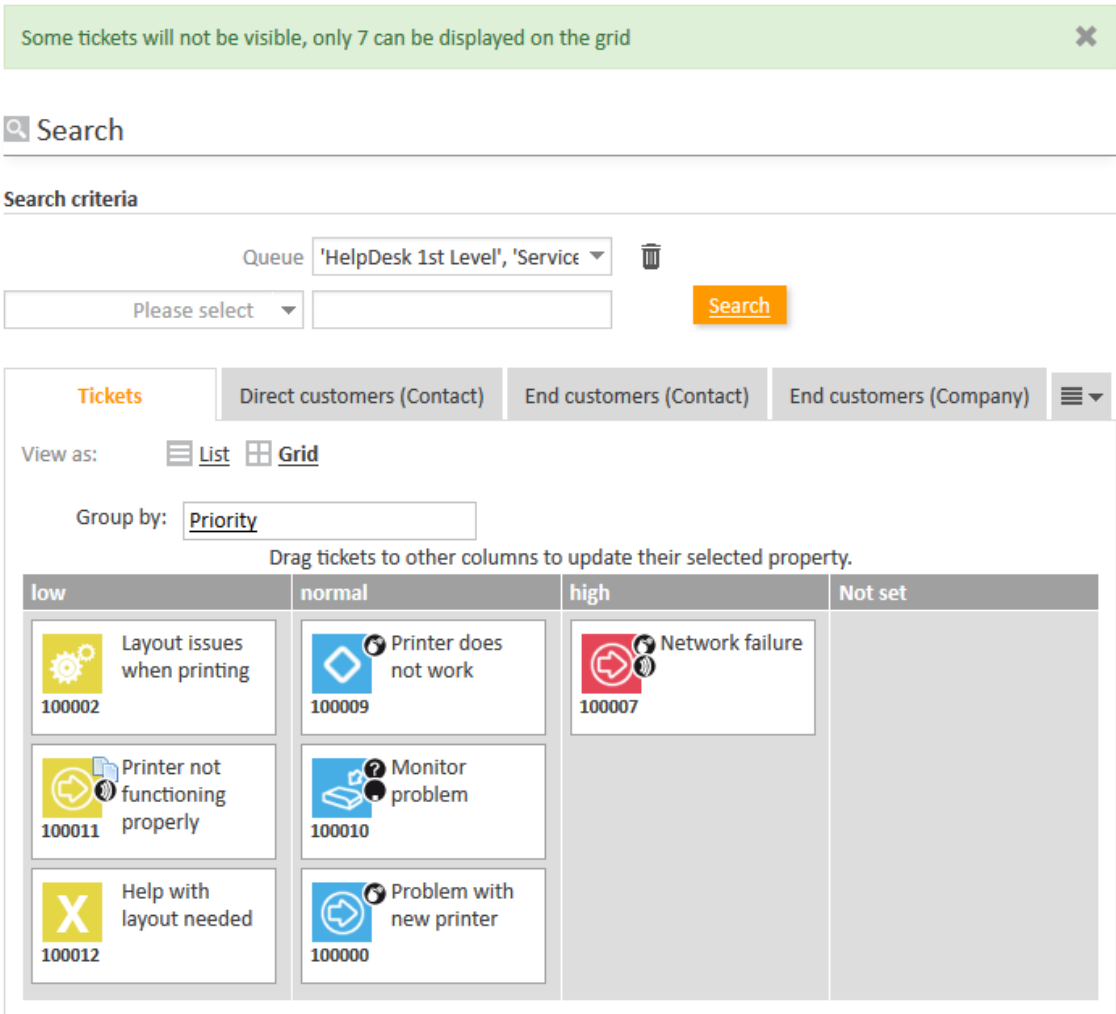 Some tickets will not be visible, only 7 can be displayed on the grid
Search
Search criteria
Queue 'HelpDesk 1st Level', 'Service
Please select
Search
Tickets Direct customers (Contact) End customers (Contact) End customers (Company)
View as: List Grid
Group by: Priority
Drag tickets to other columns to update their selected property.
low normal high Not set
Layout issues
when printing
100002
Printer does
not work
100009
Network failure
100007
Printer not
functioning
properly
100011
Monitor
problem
100010
Help with
layout needed
X
100012
Problem with
new printer
100000